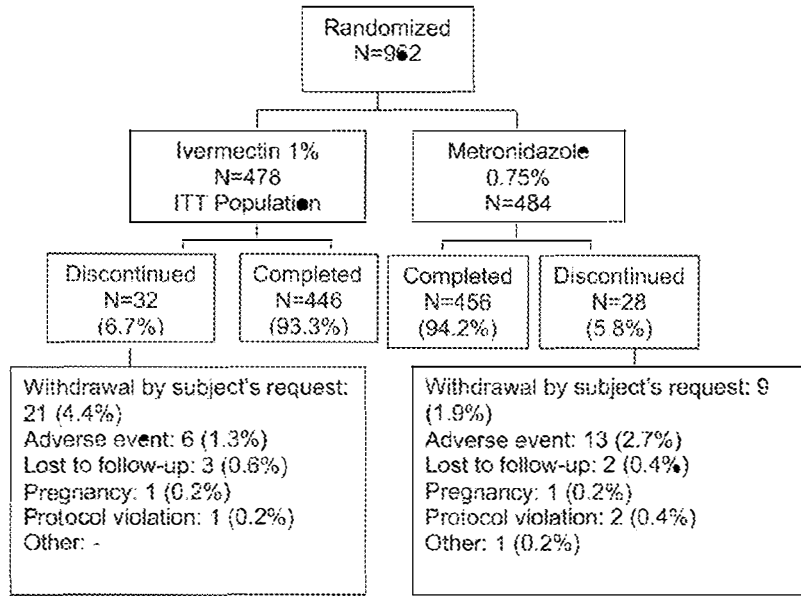 Randomized
N=962
Ivermectin 1%
N=478
ITT Population
Metronidazole
0.75%
N=484
Discontinued
N=32
(6.7%)
Completed
N=446
(93.3%)
Completed
N=456
(94.2%)
Discontinued
N=28
(5.8%)
Withdrawal by subject's request:
21 (4.4%)
Adverse event: 6 (1.3%)
Lost to follow-up: 3 (0.6%)
Pregnancy: 1 (0.2%)
Protocol violation: 1 (0.2%)
Other: -
Withdrawal by subject's request: 9
(1.9%)
Adverse event: 13 (2.7%)
Lost to follow-up: 2 (0.4%)
Pregnancy: 1 (0.2%)
Protocol violation: 2 (0.4%)
Other: 1 (0.2%)